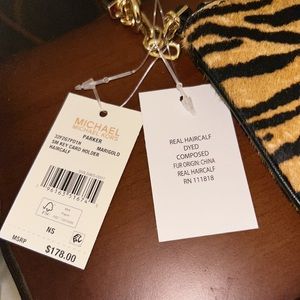 MICHAEL
MICHAEL KORS
PARKER
32F2G7PD1H MARIGOLD
SM KEY CARD HOLDER
HAIRCALF
NS
MSRP $178.00
REAL HAIRCALF
DYED
COMPOSED
FUR ORIGIN: CHINA
REAL HAIRCALF
RN 111818